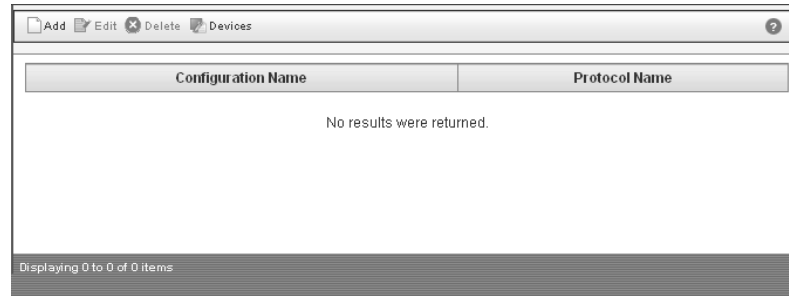 Add Edit Delete Devices ?
Configuration Name Protocol Name
No results were returned.
Displaying 0 to 0 of 0 items